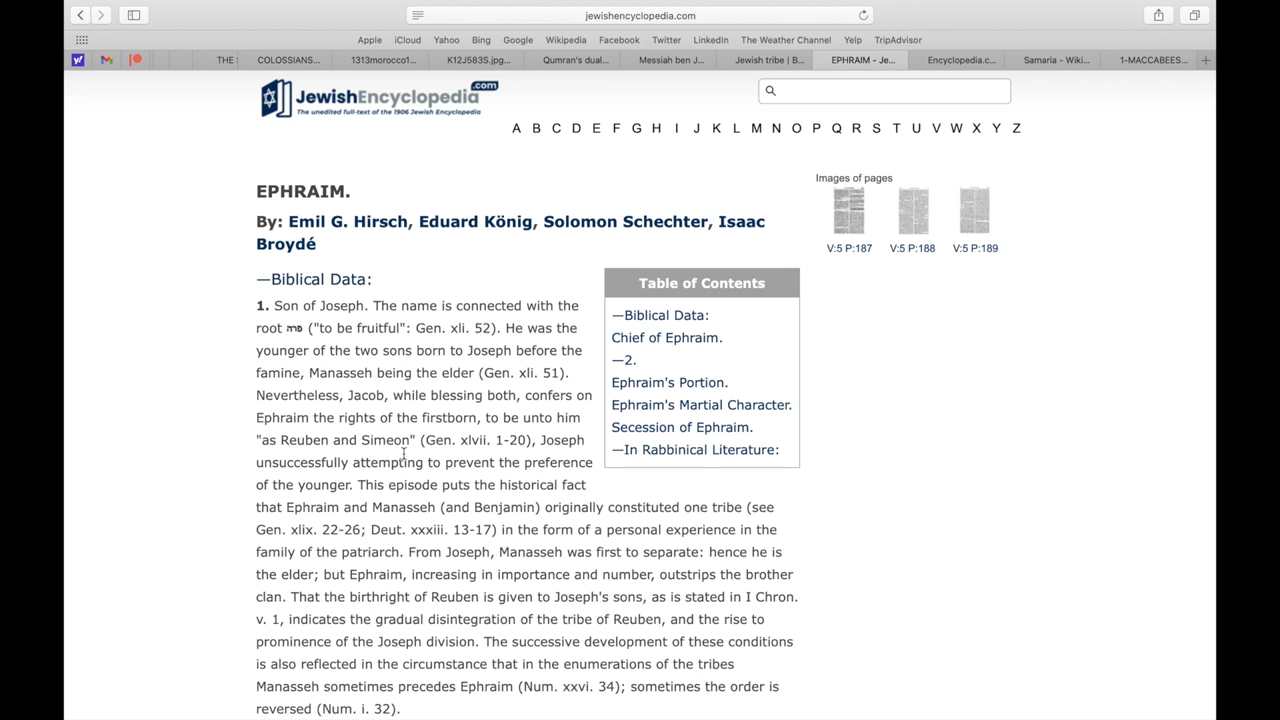 jewishencyclopedia.com
Apple iCloud Yahoo Bing Google Wikipedia Facebook Twitter LinkedIn The Weather Channel Yelp TripAdvisor
THE COLOSSIANS... 1313morocco1... K12J583S.jpg... Qumran's dual... Messiah ben J... Jewish tribe | B... EPHRAIM - Je... Encyclopedia.c... Samaria - Wiki... 1-MACCABEES...
JewishEncyclopedia.com
The unedited full-text of the 1906 Jewish Encyclopedia
A B C D E F G H I J K L M N O P Q R S T U V W X Y Z
EPHRAIM.
By: Emil G. Hirsch, Eduard König, Solomon Schechter, Isaac
Broydé
—Biblical Data:
1. Son of Joseph. The name is connected with the
root פרה ("to be fruitful": Gen. xli. 52). He was the
younger of the two sons born to Joseph before the
famine, Manasseh being the elder (Gen. xli. 51).
Nevertheless, Jacob, while blessing both, confers on
Ephraim the rights of the firstborn, to be unto him
"as Reuben and Simeon" (Gen. xlvii. 1-20), Joseph
unsuccessfully attempting to prevent the preference
of the younger. This episode puts the historical fact
that Ephraim and Manasseh (and Benjamin) originally constituted one tribe (see
Gen. xlix. 22-26; Deut. xxxiii. 13-17) in the form of a personal experience in the
family of the patriarch. From Joseph, Manasseh was first to separate: hence he is
the elder; but Ephraim, increasing in importance and number, outstrips the brother
clan. That the birthright of Reuben is given to Joseph's sons, as is stated in I Chron.
v. 1, indicates the gradual disintegration of the tribe of Reuben, and the rise to
prominence of the Joseph division. The successive development of these conditions
is also reflected in the circumstance that in the enumerations of the tribes
Manasseh sometimes precedes Ephraim (Num. xxvi. 34); sometimes the order is
reversed (Num. i. 32).
Table of Contents
—Biblical Data:
Chief of Ephraim.
—2.
Ephraim's Portion.
Ephraim's Martial Character.
Secession of Ephraim.
—In Rabbinical Literature:
Images of pages
V:5 P:187 V:5 P:188 V:5 P:189